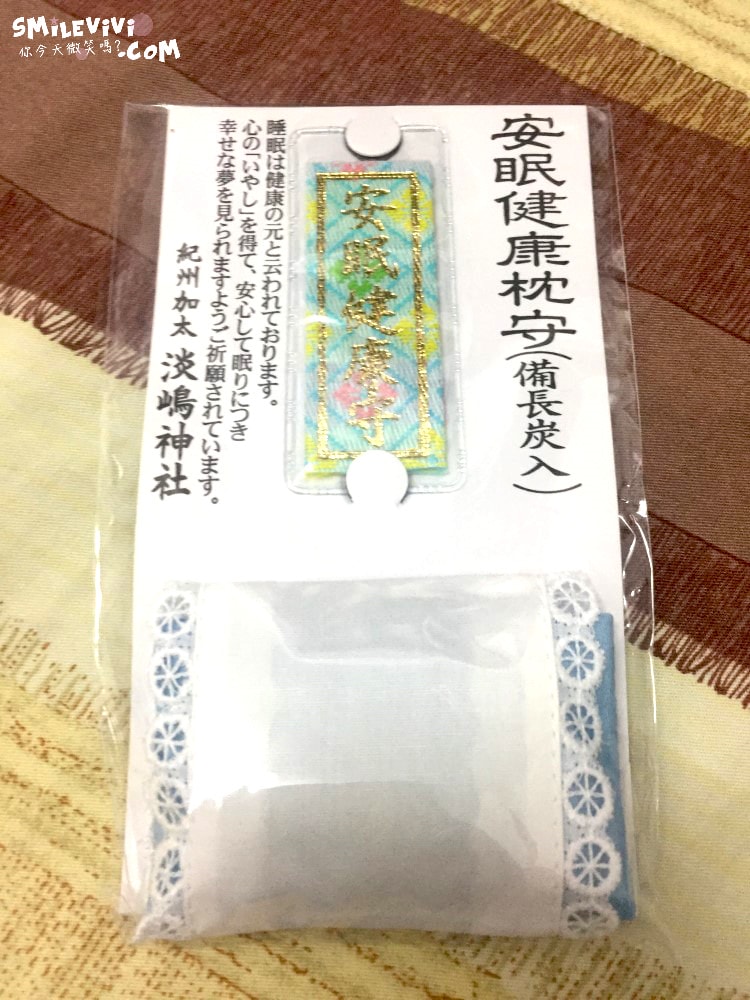 SMiLEViVi
你今天微笑嗎?.COM
安眠健康枕守(備長炭入)
安眠健康守
睡眠は健康の元と云われております。
心の「いやし」を得て、安心して眠りにつき
幸せな夢を見られますようご祈願されています。
紀州加太 淡嶋神社